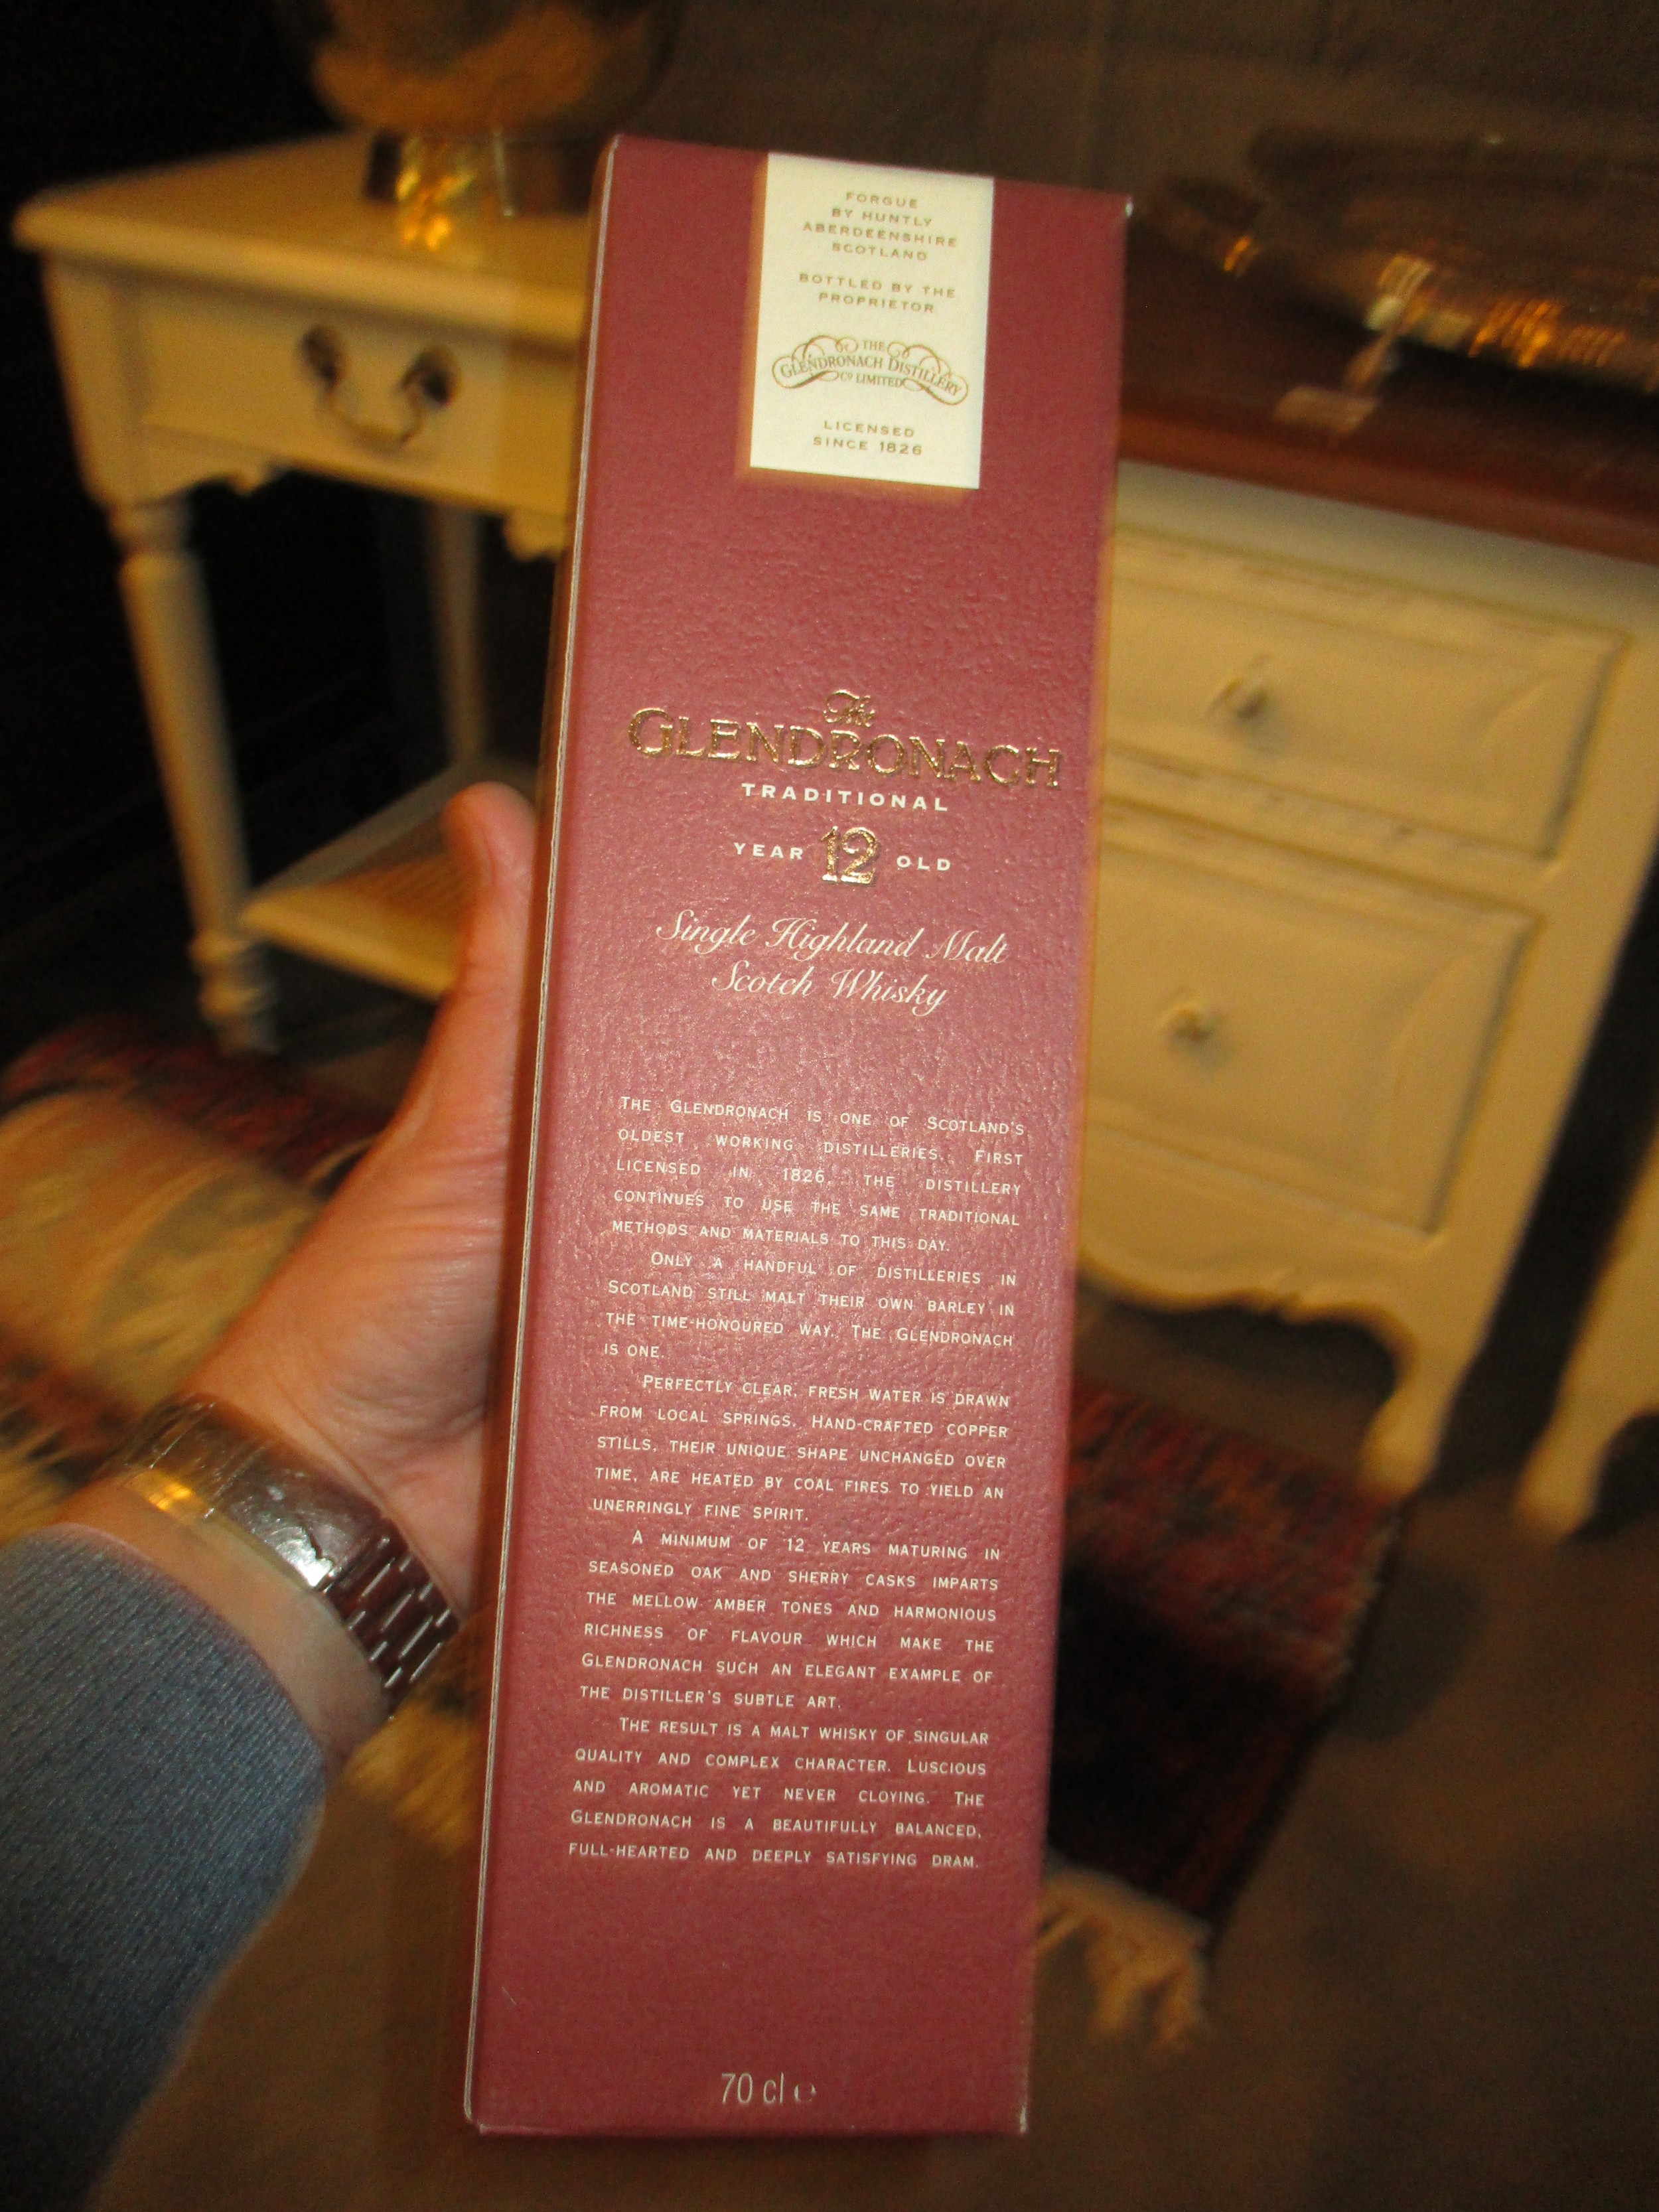 FORGUE
BY HUNTLY
ABERDEENSHIRE
SCOTLAND
BOTTLED BY THE
PROPRIETOR
THE
GLENDRONACH DISTILLERY
Cº LIMITED
LICENSED
SINCE 1826
The
GLENDRONACH
TRADITIONAL
YEAR 12 OLD
Single Highland Malt
Scotch Whisky
THE GLENDRONACH IS ONE OF SCOTLAND'S
OLDEST WORKING DISTILLERIES. FIRST
LICENSED IN 1826, THE DISTILLERY
CONTINUES TO USE THE SAME TRADITIONAL
METHODS AND MATERIALS TO THIS DAY.
ONLY A HANDFUL OF DISTILLERIES IN
SCOTLAND STILL MALT THEIR OWN BARLEY IN
THE TIME-HONOURED WAY. THE GLENDRONACH
IS ONE.
PERFECTLY CLEAR, FRESH WATER IS DRAWN
FROM LOCAL SPRINGS. HAND-CRAFTED COPPER
STILLS, THEIR UNIQUE SHAPE UNCHANGED OVER
TIME, ARE HEATED BY COAL FIRES TO YIELD AN
UNERRINGLY FINE SPIRIT.
A MINIMUM OF 12 YEARS MATURING IN
SEASONED OAK AND SHERRY CASKS IMPARTS
THE MELLOW AMBER TONES AND HARMONIOUS
RICHNESS OF FLAVOUR WHICH MAKE THE
GLENDRONACH SUCH AN ELEGANT EXAMPLE OF
THE DISTILLER'S SUBTLE ART.
THE RESULT IS A MALT WHISKY OF SINGULAR
QUALITY AND COMPLEX CHARACTER. LUSCIOUS
AND AROMATIC YET NEVER CLOYING. THE
GLENDRONACH IS A BEAUTIFULLY BALANCED,
FULL-HEARTED AND DEEPLY SATISFYING DRAM.
70 cl ℮